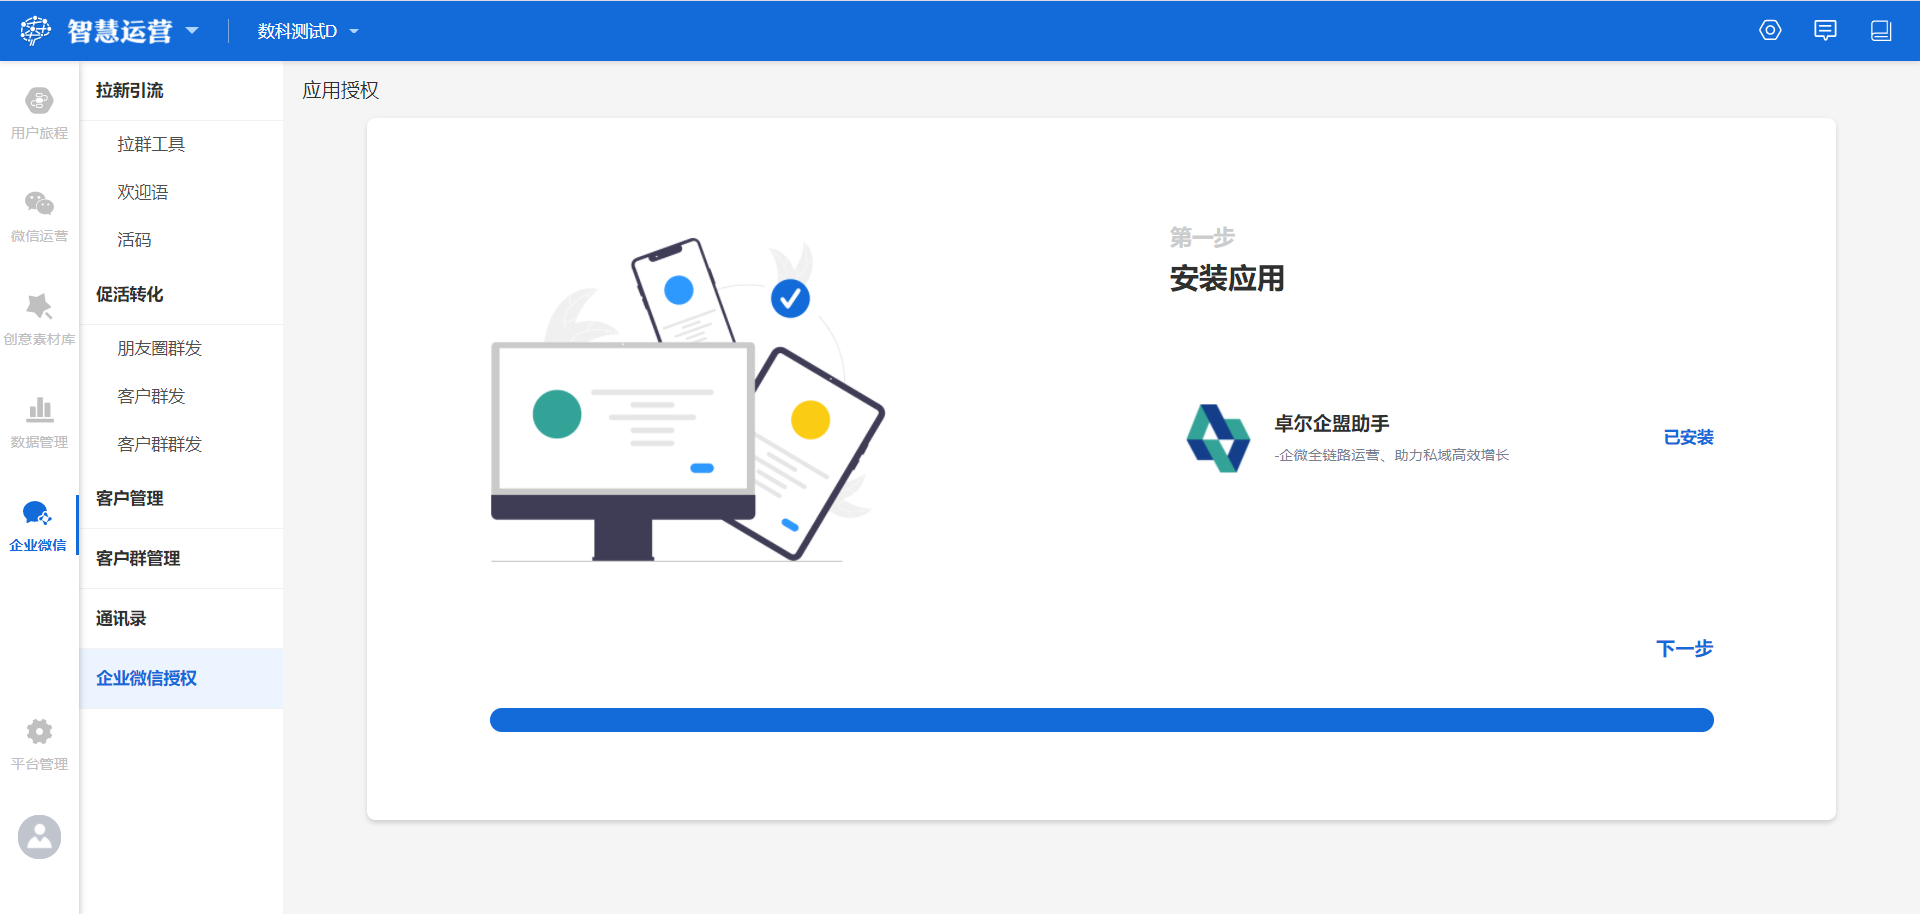 智慧运营
数科测试D
用户旅程
微信运营
创意素材库
数据管理
企业微信
平台管理
拉新引流
拉群工具
欢迎语
活码
促活转化
朋友圈群发
客户群发
客户群群发
客户管理
客户群管理
通讯录
企业微信授权
应用授权
第一步
安装应用
卓尔企盟助手
-企微全链路运营、助力私域高效增长
已安装
下一步